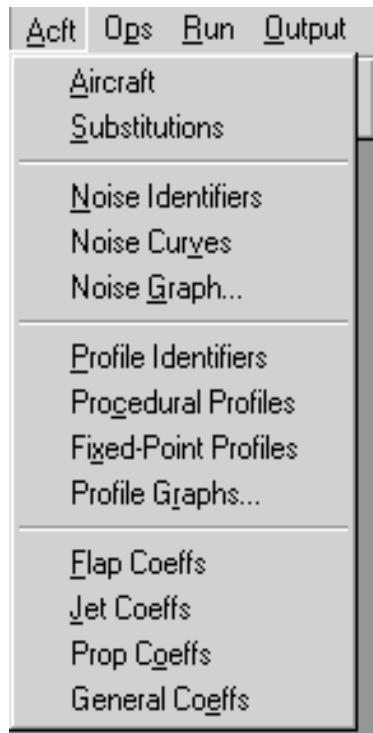 Acft Ops Run Output
Aircraft
Substitutions
Noise Identifiers
Noise Curves
Noise Graph...
Profile Identifiers
Procedural Profiles
Fixed-Point Profiles
Profile Graphs...
Flap Coeffs
Jet Coeffs
Prop Coeffs
General Coeffs